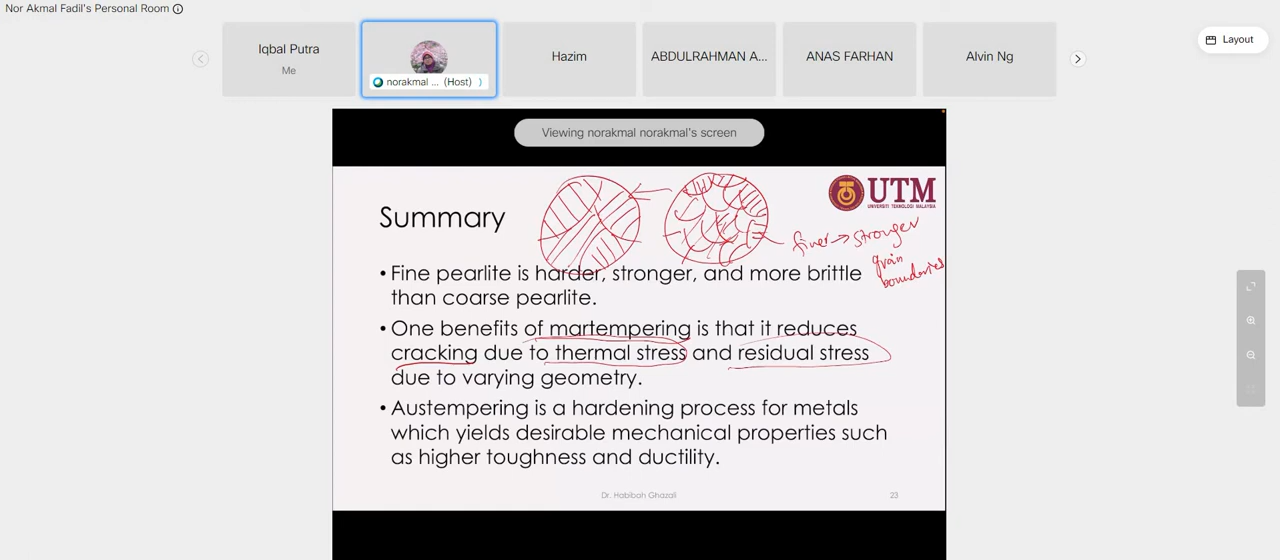 Nor Akmal Fadil's Personal Room
Iqbal Putra
Me
norakmal ... (Host)
Hazim
ABDULRAHMAN A...
ANAS FARHAN
Alvin Ng
Layout
Viewing norakmal norakmal's screen
UTM
UNIVERSITI TEKNOLOGI MALAYSIA
Summary
finer → stronger
grain
boundaries
• Fine pearlite is harder, stronger, and more brittle
than coarse pearlite.
• One benefits of martempering is that it reduces
cracking due to thermal stress and residual stress
due to varying geometry.
• Austempering is a hardening process for metals
which yields desirable mechanical properties such
as higher toughness and ductility.
Dr. Habibah Ghazali
23